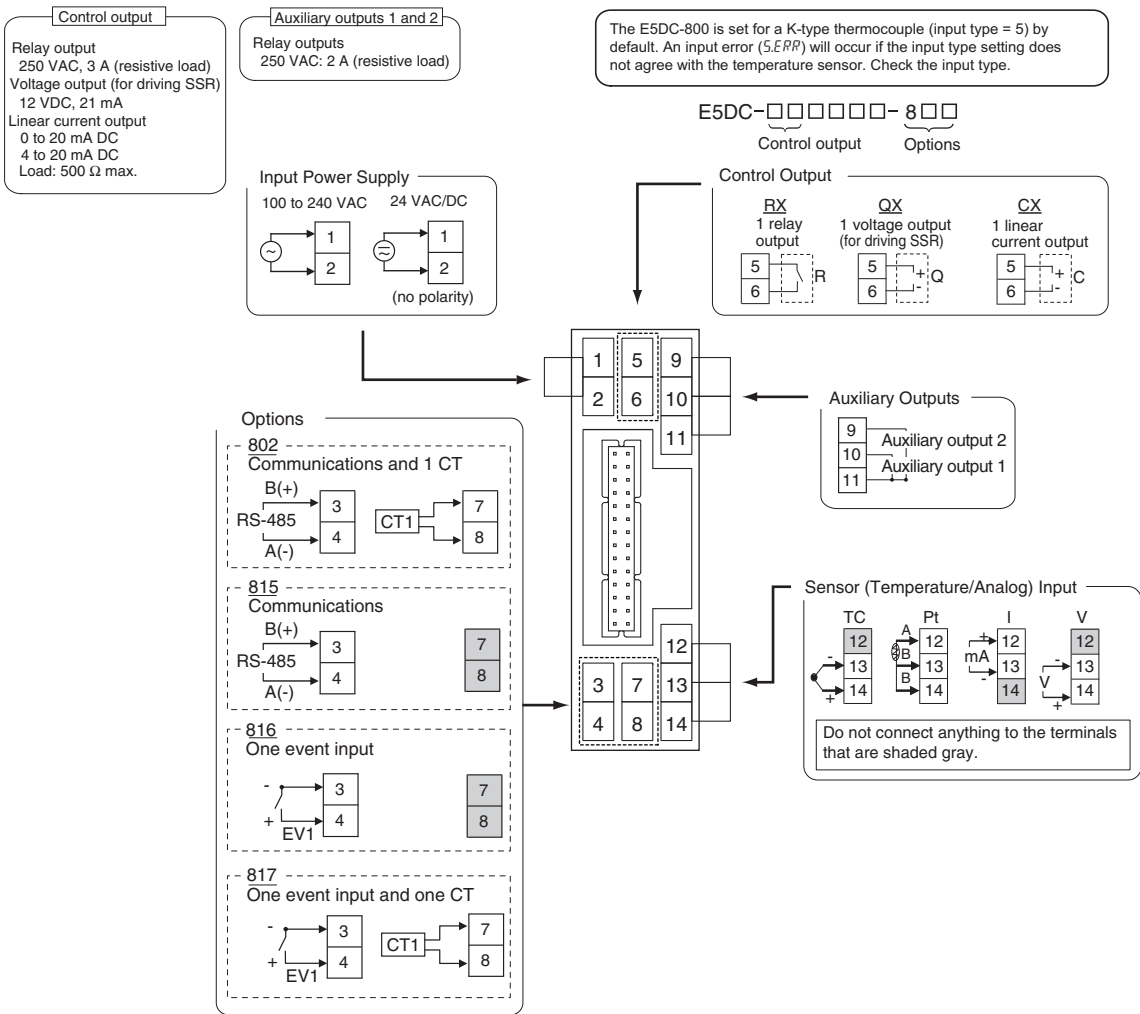 Control output
Relay output
250 VAC, 3 A (resistive load)
Voltage output (for driving SSR)
12 VDC, 21 mA
Linear current output
0 to 20 mA DC
4 to 20 mA DC
Load: 500 Ω max.
Auxiliary outputs 1 and 2
Relay outputs
250 VAC: 2 A (resistive load)
The E5DC-800 is set for a K-type thermocouple (input type = 5) by
default. An input error (S.ERR) will occur if the input type setting does
not agree with the temperature sensor. Check the input type.
E5DC-□□□□□□-8□□
Control output
Options
Input Power Supply
100 to 240 VAC
24 VAC/DC
1
2
1
2
(no polarity)
Control Output
RX
1 relay
output
5
6
R
QX
1 voltage output
(for driving SSR)
5
6
+
-
Q
CX
1 linear
current output
5
6
+
-
C
1 5 9
2 6 10
11
12
3 7 13
4 8 14
Auxiliary Outputs
9
10
11
Auxiliary output 2
Auxiliary output 1
Options
802
Communications and 1 CT
B(+)
RS-485
A(-)
3
4
CT1
7
8
815
Communications
B(+)
RS-485
A(-)
3
4
7
8
816
One event input
-
+
EV1
3
4
7
8
817
One event input and one CT
-
+
EV1
3
4
CT1
7
8
Sensor (Temperature/Analog) Input
TC
12
13
14
-
+
Pt
A
B
B
12
13
14
I
+
mA
-
12
13
14
V
-
V
+
12
13
14
Do not connect anything to the terminals
that are shaded gray.